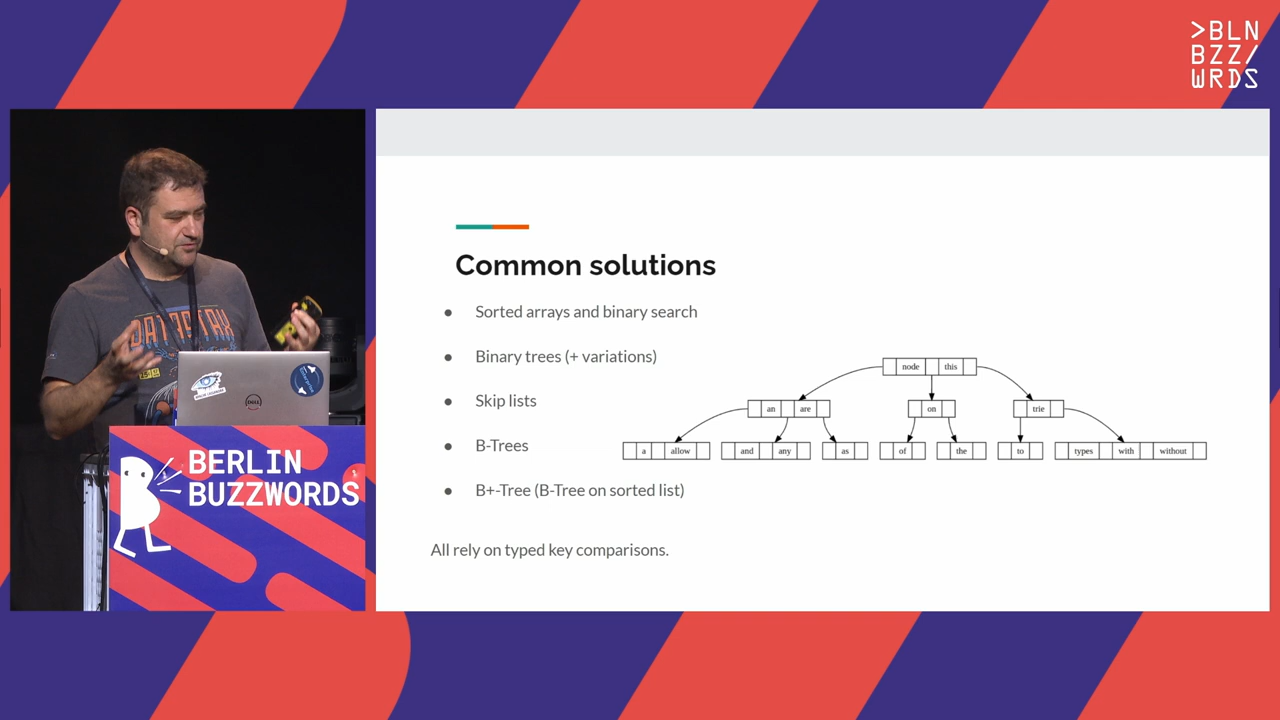 >BLN
BZZ/
WRDS
DATASTAX
DELL
BERLIN
BUZZWORDS
Common solutions
● Sorted arrays and binary search
● Binary trees (+ variations)
● Skip lists
● B-Trees
● B+-Tree (B-Tree on sorted list)
All rely on typed key comparisons.
node this
an are on trie
a allow and any as of the to types with without